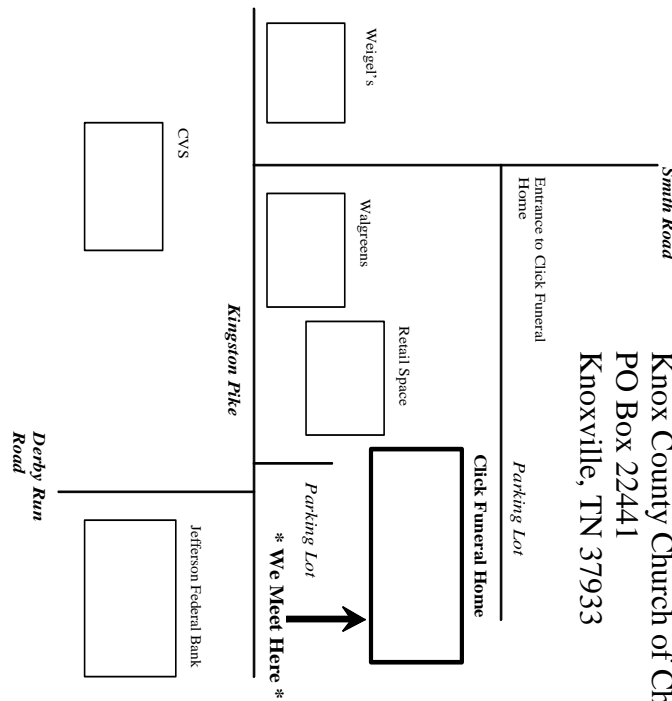 Knox County Church of
PO Box 22441
Knoxville, TN 37933
Smith Road
Entrance to Click Funeral
Home
Parking Lot
Click Funeral Home
Weigel's
Walgreens
Retail Space
Parking Lot
* We Meet Here *
Kingston Pike
CVS
Jefferson Federal Bank
Derby Run
Road